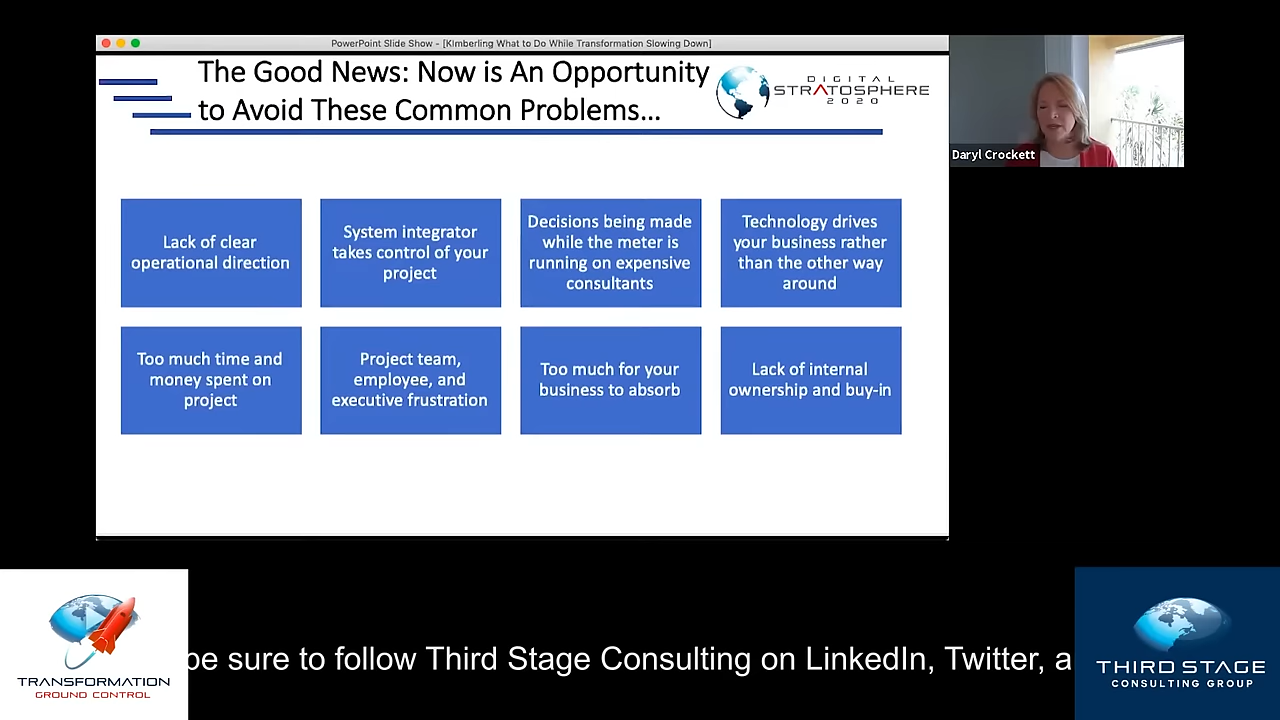 PowerPoint Slide Show - [KImberling What to Do While Transformation Slowing Down]
The Good News: Now is An Opportunity
to Avoid These Common Problems...
DIGITAL
STRATOSPHERE
2020
Daryl Crockett
Lack of clear
operational direction
System integrator
takes control of your
project
Decisions being made
while the meter is
running on expensive
consultants
Technology drives
your business rather
than the other way
around
Too much time and
money spent on
project
Project team,
employee, and
executive frustration
Too much for your
business to absorb
Lack of internal
ownership and buy-in
TRANSFORMATION
GROUND CONTROL
be sure to follow Third Stage Consulting on LinkedIn, Twitter, a
THIRD STAGE
CONSULTING GROUP